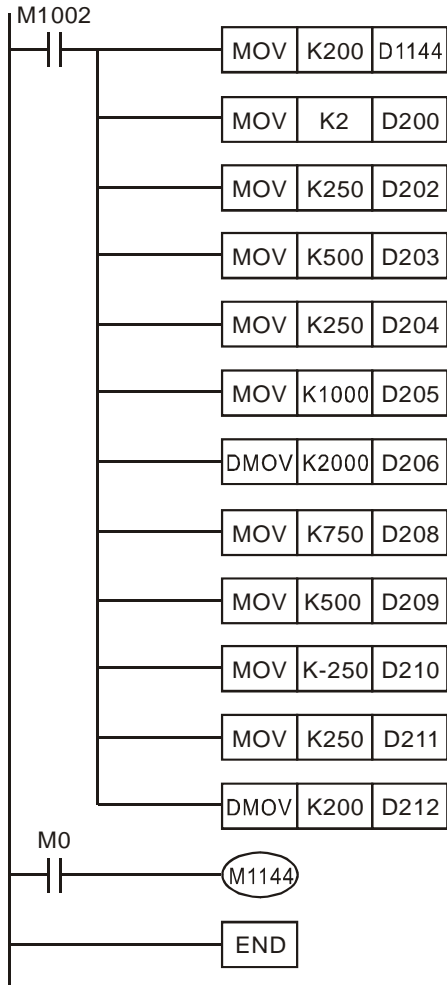 M1002
MOV K200 D1144
MOV K2 D200
MOV K250 D202
MOV K500 D203
MOV K250 D204
MOV K1000 D205
DMOV K2000 D206
MOV K750 D208
MOV K500 D209
MOV K-250 D210
MOV K250 D211
DMOV K200 D212
M0
M1144
END